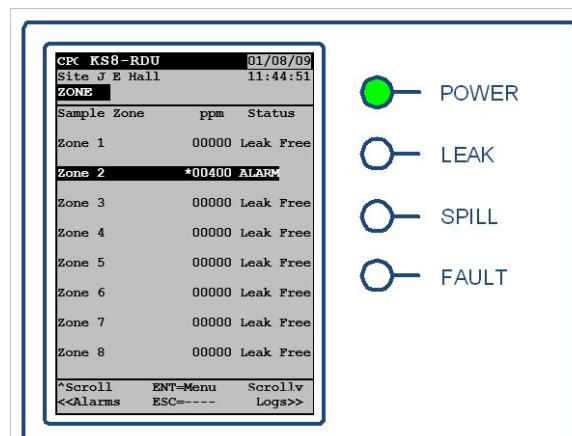 CPC KS8-RDU 01/08/09
Site J E Hall 11:44:51
ZONE
Sample Zone ppm Status
Zone 1 00000 Leak Free
Zone 2 *00400 ALARM
Zone 3 00000 Leak Free
Zone 4 00000 Leak Free
Zone 5 00000 Leak Free
Zone 6 00000 Leak Free
Zone 7 00000 Leak Free
Zone 8 00000 Leak Free
^Scroll ENT=Menu Scrollv
<<Alarms ESC=---- Logs>>
POWER
LEAK
SPILL
FAULT